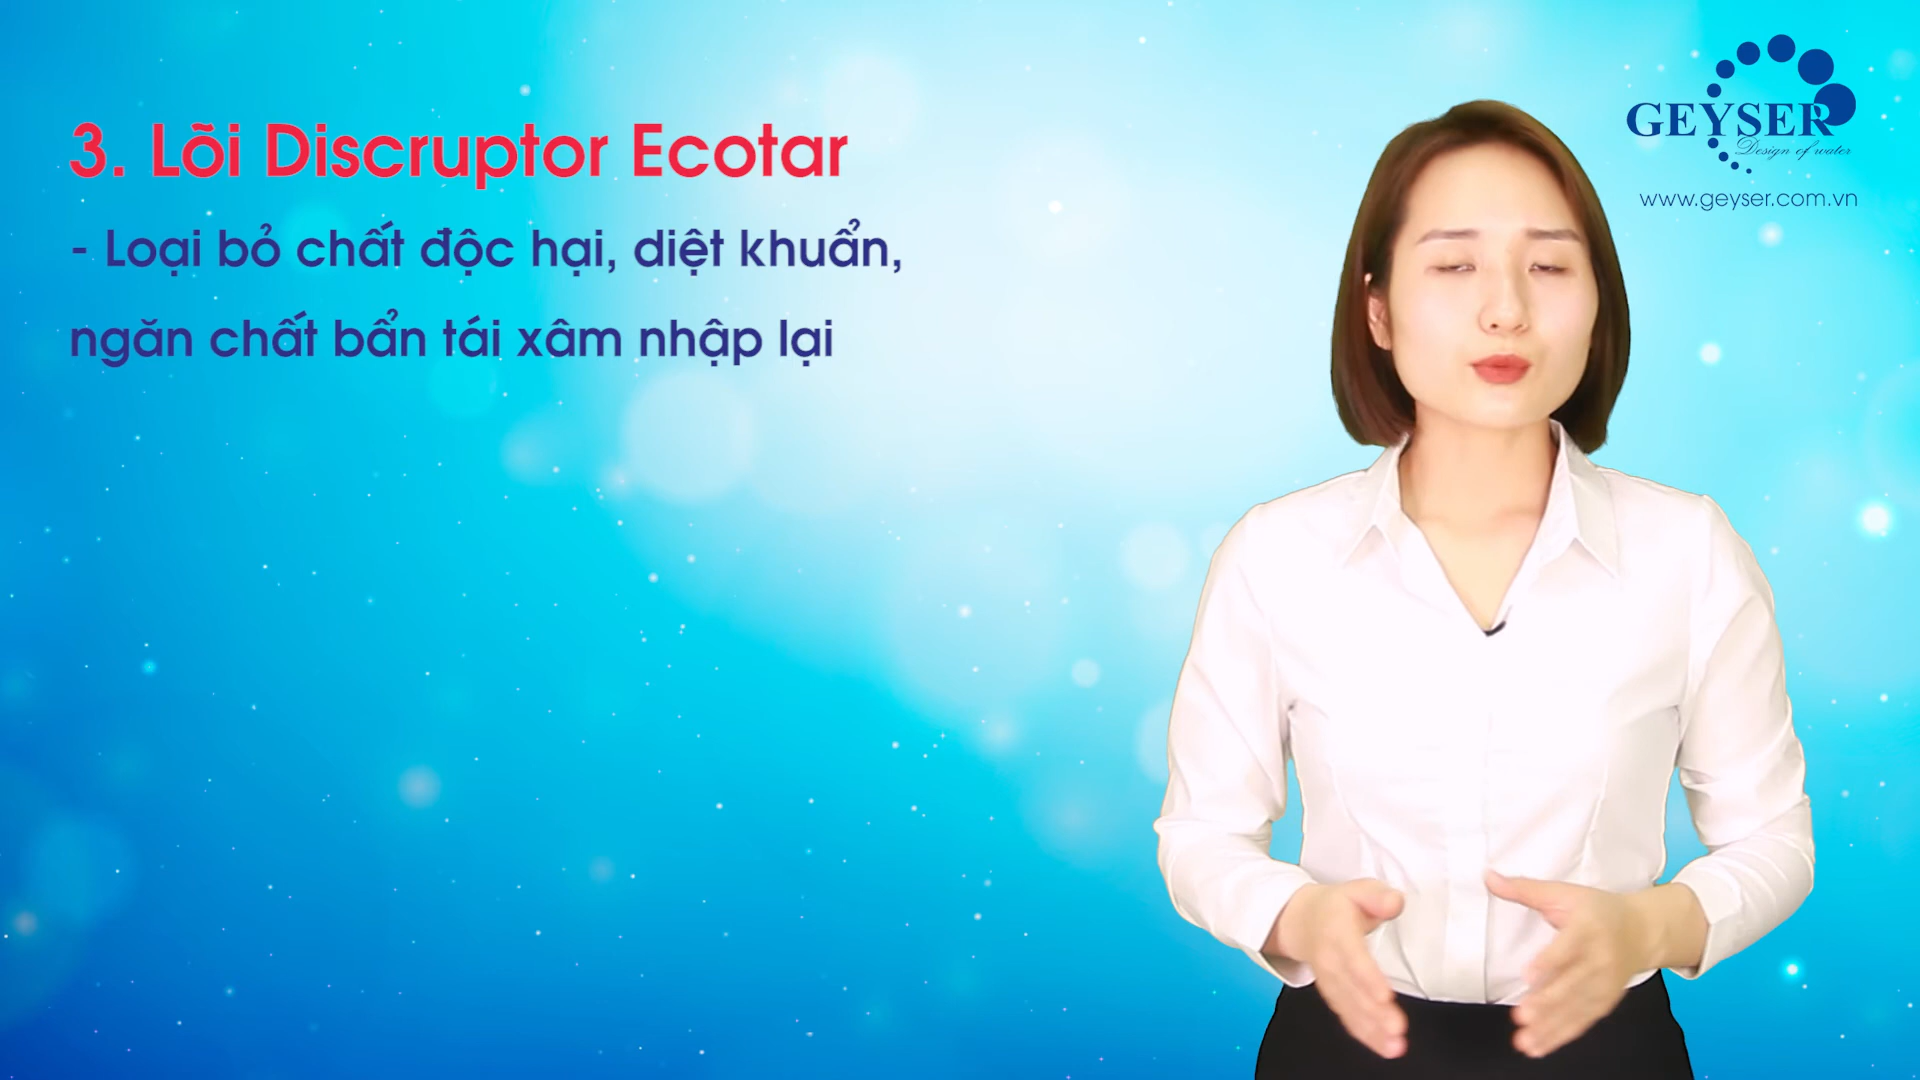 3. Lõi Discruptor Ecotar
- Loại bỏ chất độc hại, diệt khuẩn,
ngăn chất bẩn tái xâm nhập lại
GEYSER
Design of water
www.geyser.com.vn